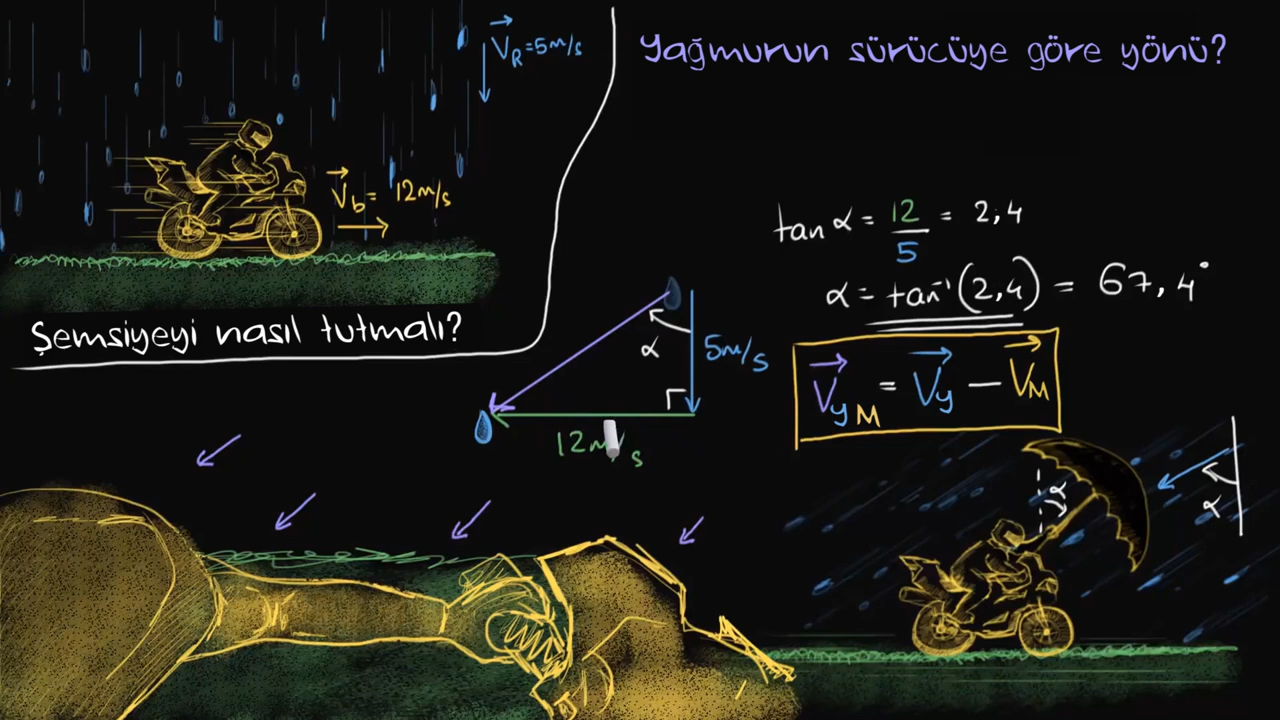 V_R=5m/s
V_b= 12m/s
Şemsiyeyi nasıl tutmalı?
Yağmurun sürücüye göre yönü?
tan α = 12/5 = 2,4
α = tan⁻¹(2,4) = 67,4°
α
5m/s
12m/s
V_yM = V_y − V_M
α
α